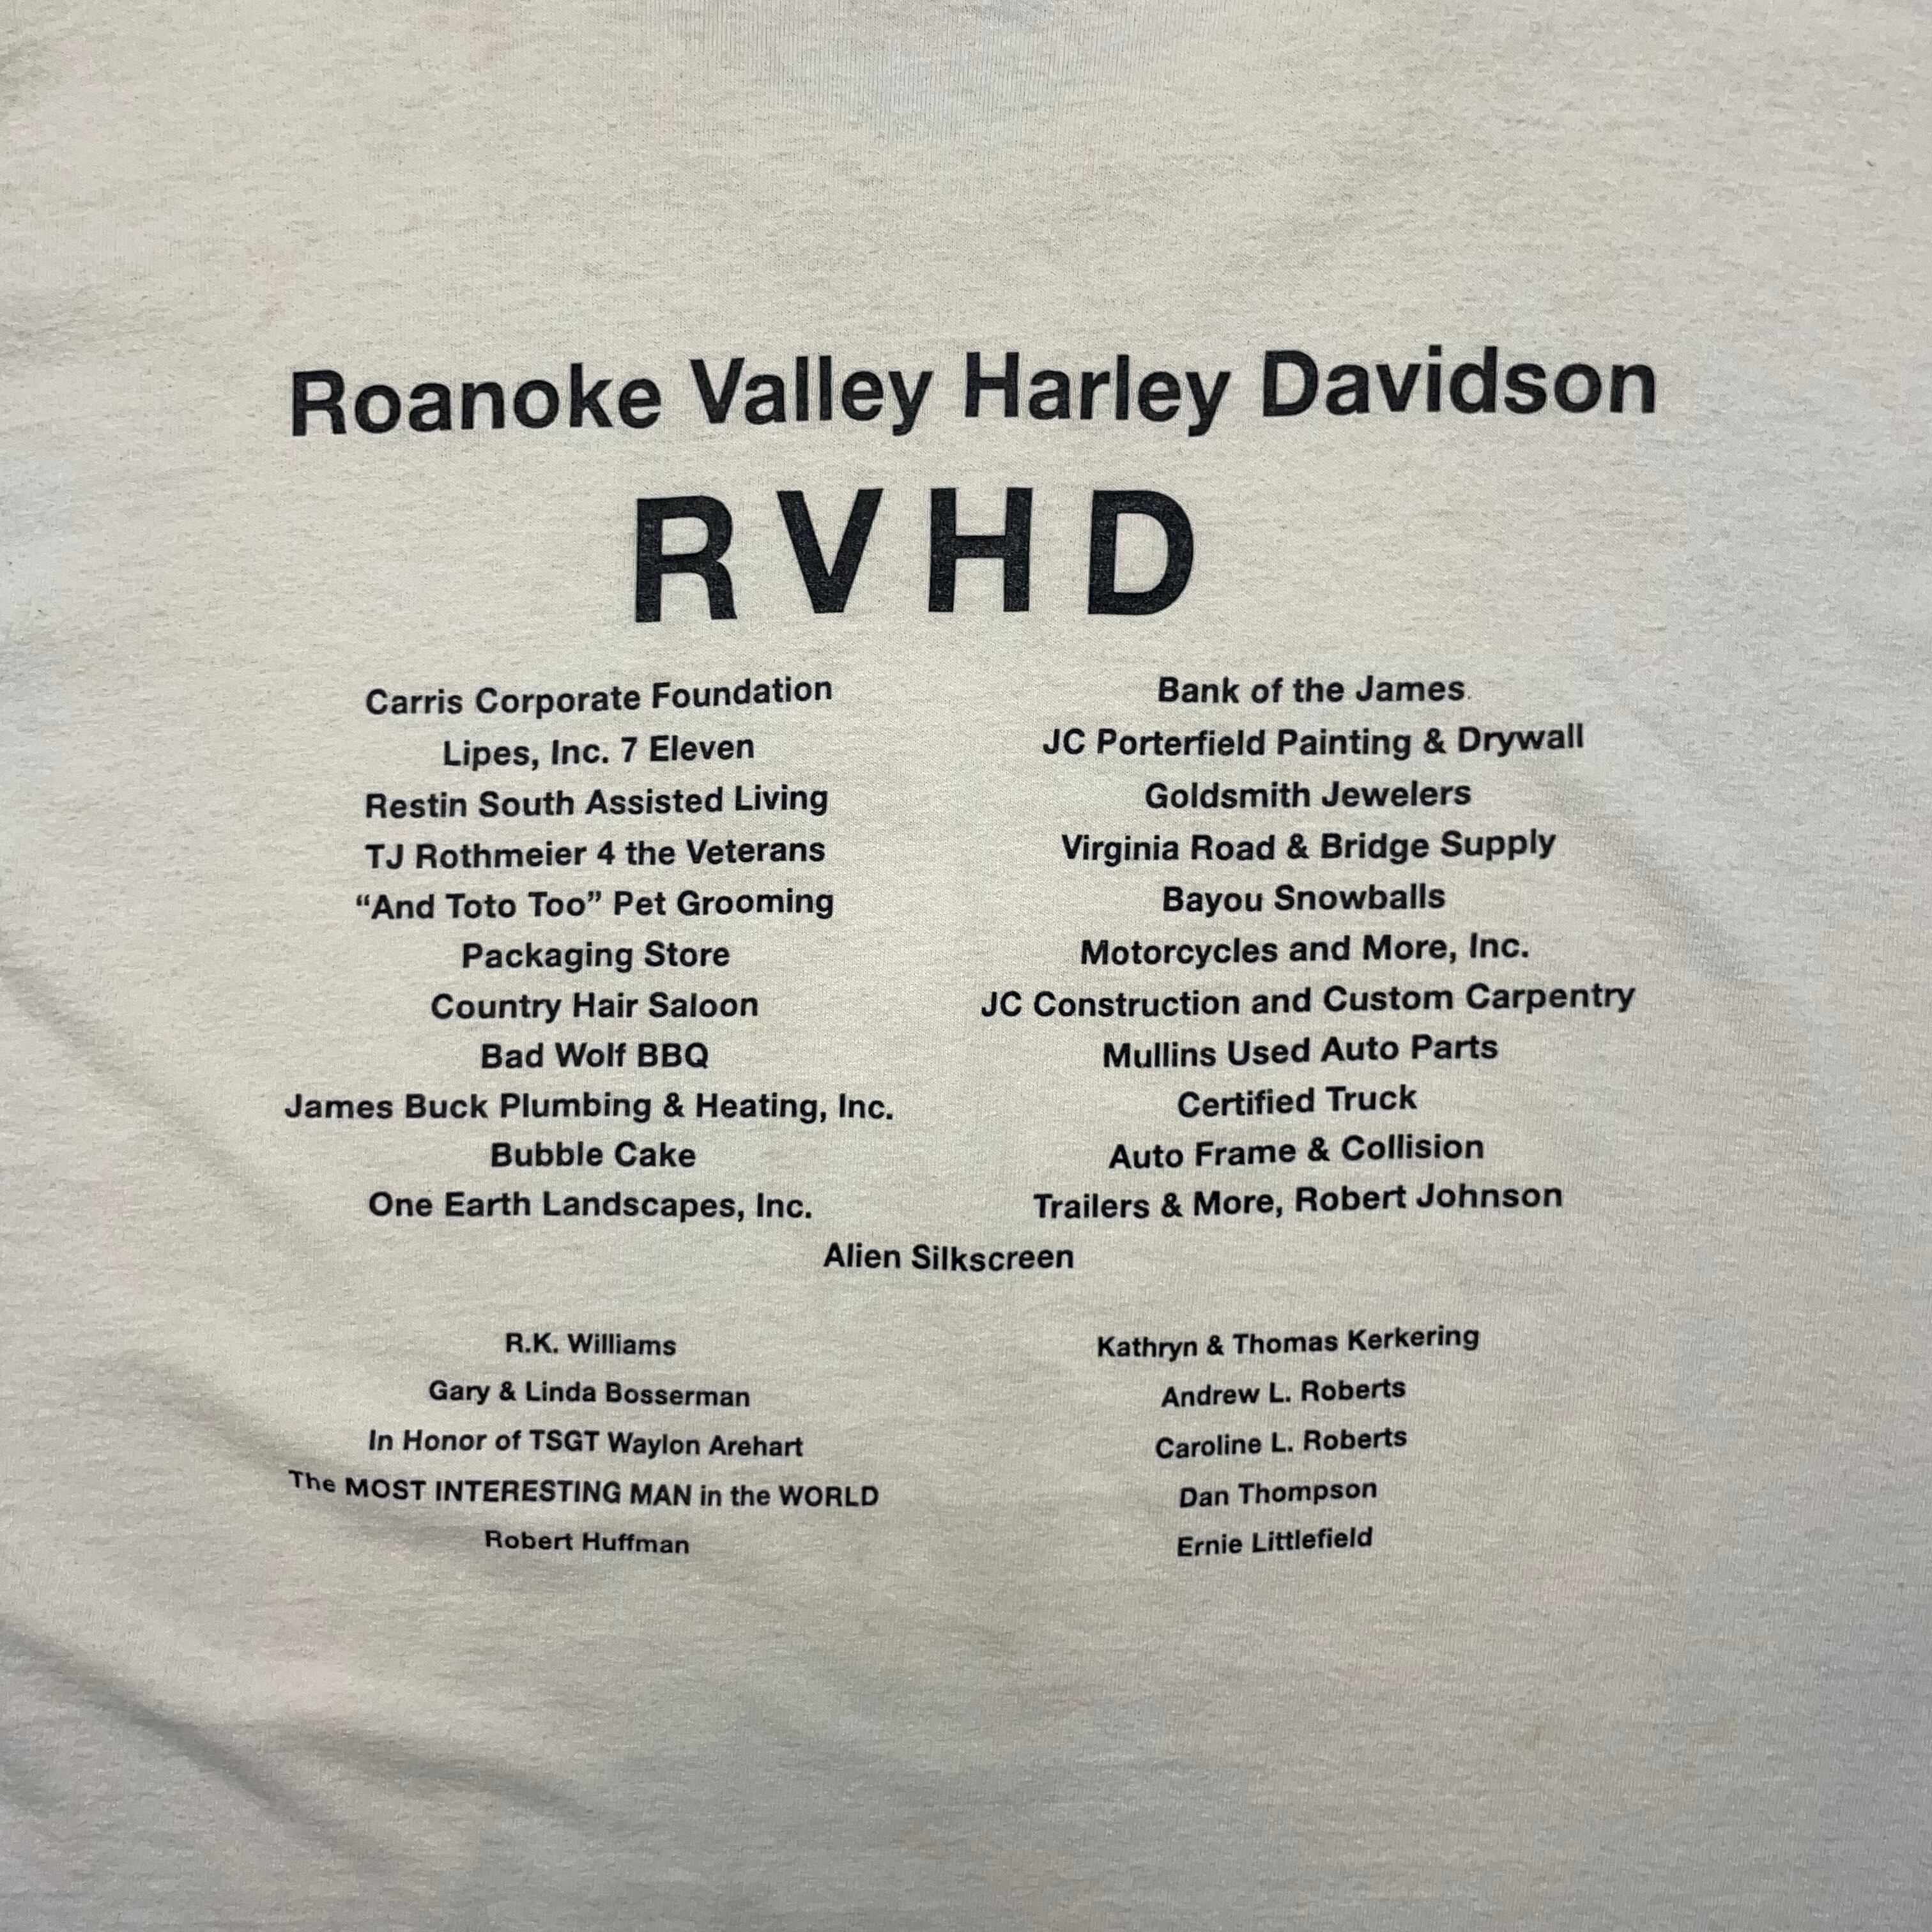 Roanoke Valley Harley Davidson
R V H D
Carris Corporate Foundation
Lipes, Inc. 7 Eleven
Restin South Assisted Living
TJ Rothmeier 4 the Veterans
“And Toto Too” Pet Grooming
Packaging Store
Country Hair Saloon
Bad Wolf BBQ
James Buck Plumbing & Heating, Inc.
Bubble Cake
One Earth Landscapes, Inc.
Bank of the James
JC Porterfield Painting & Drywall
Goldsmith Jewelers
Virginia Road & Bridge Supply
Bayou Snowballs
Motorcycles and More, Inc.
JC Construction and Custom Carpentry
Mullins Used Auto Parts
Certified Truck
Auto Frame & Collision
Trailers & More, Robert Johnson
Alien Silkscreen
R.K. Williams
Gary & Linda Bosserman
In Honor of TSGT Waylon Arehart
The MOST INTERESTING MAN in the WORLD
Robert Huffman
Kathryn & Thomas Kerkering
Andrew L. Roberts
Caroline L. Roberts
Dan Thompson
Ernie Littlefield